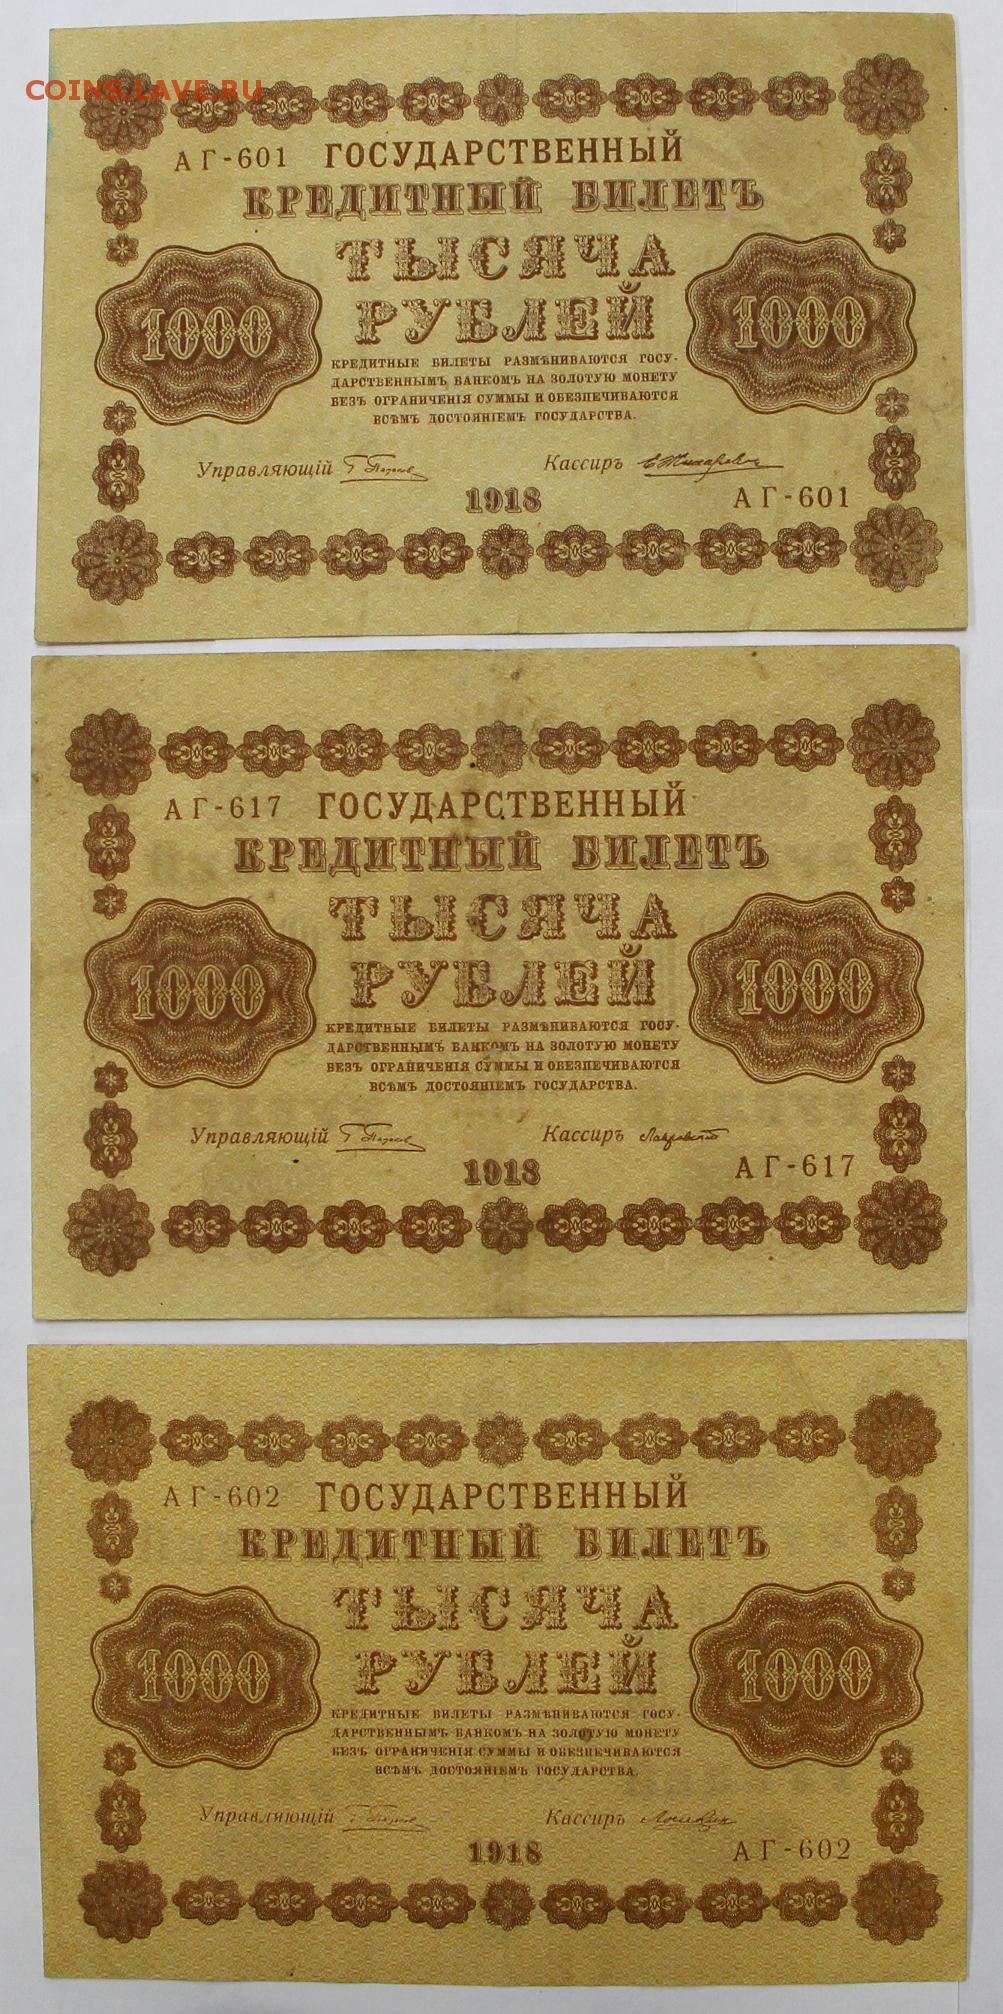 COINS.LAVE.RU
АГ-601 ГОСУДАРСТВЕННЫЙ
КРЕДИТНЫЙ БИЛЕТЪ
ТЫСЯЧА
РУБЛЕЙ
1000 1000
КРЕДИТНЫЕ БИЛЕТЫ РАЗМѢНИВАЮТСЯ ГОСУ-
ДАРСТВЕННЫМЪ БАНКОМЪ НА ЗОЛОТУЮ МОНЕТУ
БЕЗЪ ОГРАНИЧЕНІЯ СУММЫ И ОБЕЗПЕЧИВАЮТСЯ
ВСѢМЪ ДОСТОЯНІЕМЪ ГОСУДАРСТВА.
Управляющій Кассиръ
1918 АГ-601
АГ-617 ГОСУДАРСТВЕННЫЙ
КРЕДИТНЫЙ БИЛЕТЪ
ТЫСЯЧА
РУБЛЕЙ
1000 1000
КРЕДИТНЫЕ БИЛЕТЫ РАЗМѢНИВАЮТСЯ ГОСУ-
ДАРСТВЕННЫМЪ БАНКОМЪ НА ЗОЛОТУЮ МОНЕТУ
БЕЗЪ ОГРАНИЧЕНІЯ СУММЫ И ОБЕЗПЕЧИВАЮТСЯ
ВСѢМЪ ДОСТОЯНІЕМЪ ГОСУДАРСТВА.
Управляющій Кассиръ
1918 АГ-617
АГ-602 ГОСУДАРСТВЕННЫЙ
КРЕДИТНЫЙ БИЛЕТЪ
ТЫСЯЧА
РУБЛЕЙ
1000 1000
КРЕДИТНЫЕ БИЛЕТЫ РАЗМѢНИВАЮТСЯ ГОСУ-
ДАРСТВЕННЫМЪ БАНКОМЪ НА ЗОЛОТУЮ МОНЕТУ
БЕЗЪ ОГРАНИЧЕНІЯ СУММЫ И ОБЕЗПЕЧИВАЮТСЯ
ВСѢМЪ ДОСТОЯНІЕМЪ ГОСУДАРСТВА.
Управляющій Кассиръ
1918 АГ-602